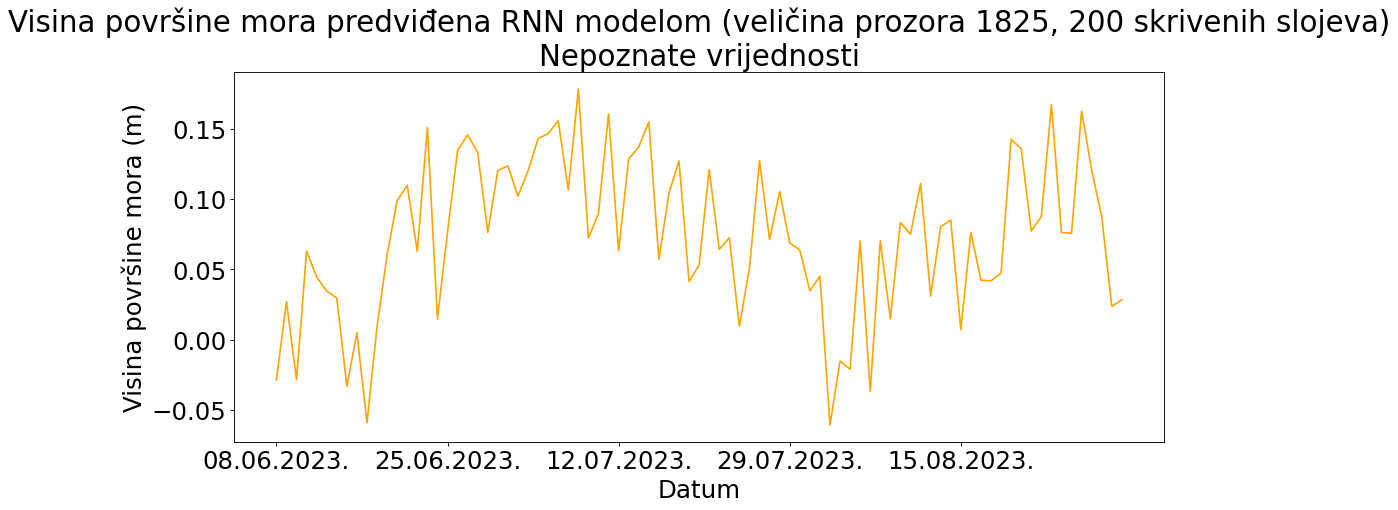 Visina površine mora predviđena RNN modelom (veličina prozora 1825, 200 skrivenih slojeva)
Nepoznate vrijednosti
Visina površine mora (m)
0.15
0.10
0.05
0.00
−0.05
08.06.2023. 25.06.2023. 12.07.2023. 29.07.2023. 15.08.2023.
Datum